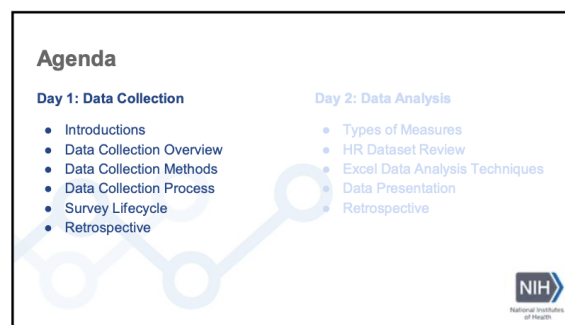 Agenda
Day 1: Data Collection
● Introductions
● Data Collection Overview
● Data Collection Methods
● Data Collection Process
● Survey Lifecycle
● Retrospective
Day 2: Data Analysis
● Types of Measures
● HR Dataset Review
● Excel Data Analysis Techniques
● Data Presentation
● Retrospective
NIH
National Institutes
of Health